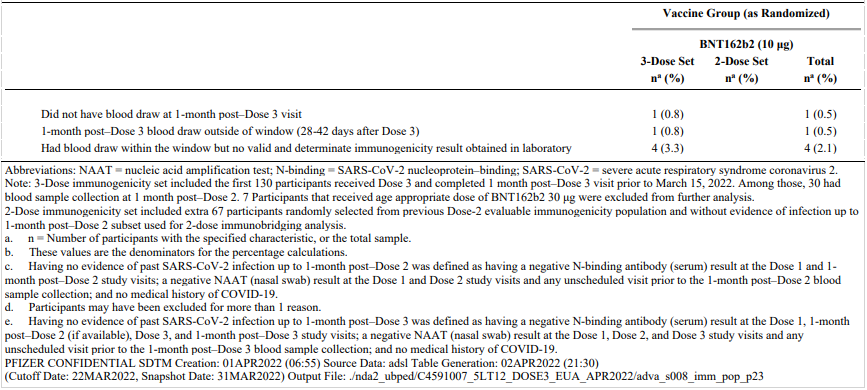 Vaccine Group (as Randomized)
BNT162b2 (10 µg)
3-Dose Set 2-Dose Set Total
nᵃ (%) nᵃ (%) nᵃ (%)
Did not have blood draw at 1-month post–Dose 3 visit 1 (0.8) 1 (0.5)
1-month post–Dose 3 blood draw outside of window (28-42 days after Dose 3) 1 (0.8) 1 (0.5)
Had blood draw within the window but no valid and determinate immunogenicity result obtained in laboratory 4 (3.3) 4 (2.1)
Abbreviations: NAAT = nucleic acid amplification test; N-binding = SARS-CoV-2 nucleoprotein–binding; SARS-CoV-2 = severe acute respiratory syndrome coronavirus 2.
Note: 3-Dose immunogenicity set included the first 130 participants received Dose 3 and completed 1 month post–Dose 3 visit prior to March 15, 2022. Among those, 30 had
blood sample collection at 1 month post–Dose 2. 7 Participants that received age appropriate dose of BNT162b2 30 µg were excluded from further analysis.
2-Dose immunogenicity set included extra 67 participants randomly selected from previous Dose-2 evaluable immunogenicity population and without evidence of infection up to
1-month post–Dose 2 subset used for 2-dose immunobridging analysis.
a. n = Number of participants with the specified characteristic, or the total sample.
b. These values are the denominators for the percentage calculations.
c. Having no evidence of past SARS-CoV-2 infection up to 1-month post–Dose 2 was defined as having a negative N-binding antibody (serum) result at the Dose 1 and 1-
month post–Dose 2 study visits; a negative NAAT (nasal swab) result at the Dose 1 and Dose 2 study visits and any unscheduled visit prior to the 1-month post–Dose 2 blood
sample collection; and no medical history of COVID-19.
d. Participants may have been excluded for more than 1 reason.
e. Having no evidence of past SARS-CoV-2 infection up to 1-month post–Dose 3 was defined as having a negative N-binding antibody (serum) result at the Dose 1, 1-month
post–Dose 2 (if available), Dose 3, and 1-month post–Dose 3 study visits; a negative NAAT (nasal swab) result at the Dose 1, Dose 2, and Dose 3 study visits and any
unscheduled visit prior to the 1-month post–Dose 3 blood sample collection; and no medical history of COVID-19.
PFIZER CONFIDENTIAL SDTM Creation: 01APR2022 (06:55) Source Data: adsl Table Generation: 02APR2022 (21:30)
(Cutoff Date: 22MAR2022, Snapshot Date: 31MAR2022) Output File: ./nda2_ubped/C4591007_5LT12_DOSE3_EUA_APR2022/adva_s008_imm_pop_p23